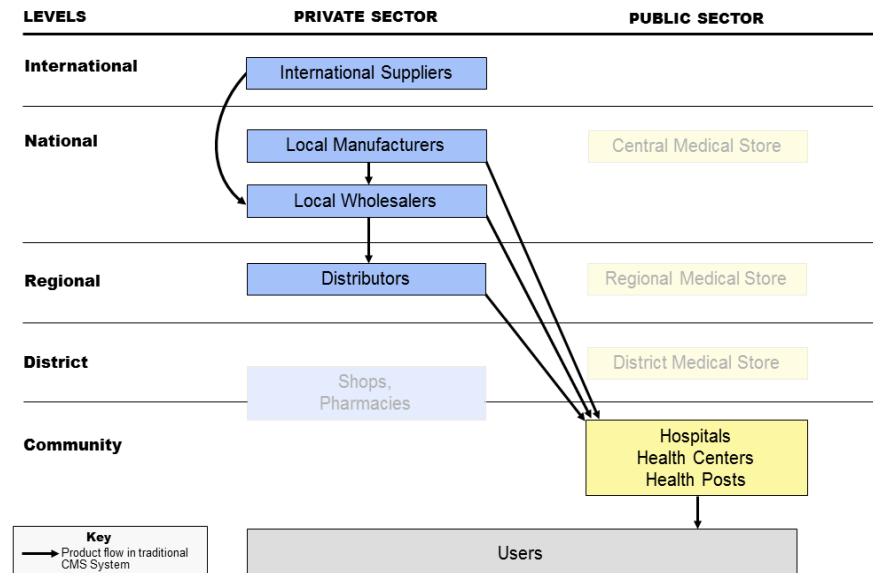 LEVELS
PRIVATE SECTOR
PUBLIC SECTOR
International
International Suppliers
National
Local Manufacturers
Central Medical Store
Local Wholesalers
Regional
Distributors
Regional Medical Store
District
District Medical Store
Shops,
Pharmacies
Community
Hospitals
Health Centers
Health Posts
Key
Product flow in traditional
CMS System
Users